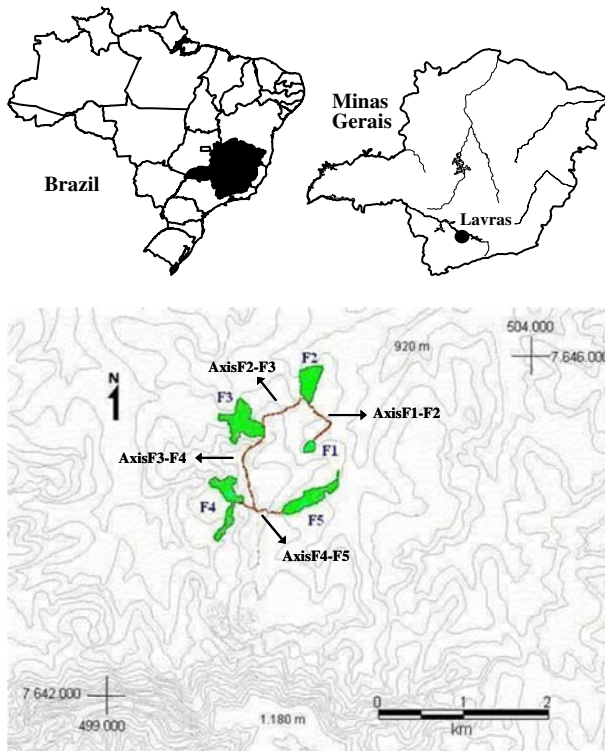 Brazil
Minas
Gerais
Lavras
504 000
7.646 000
920 m
N
F2
AxisF2-F3
F3
AxisF1-F2
F1
AxisF3-F4
F4
F5
AxisF4-F5
7.642 000
499.000
1.180 m
0 1 2
km